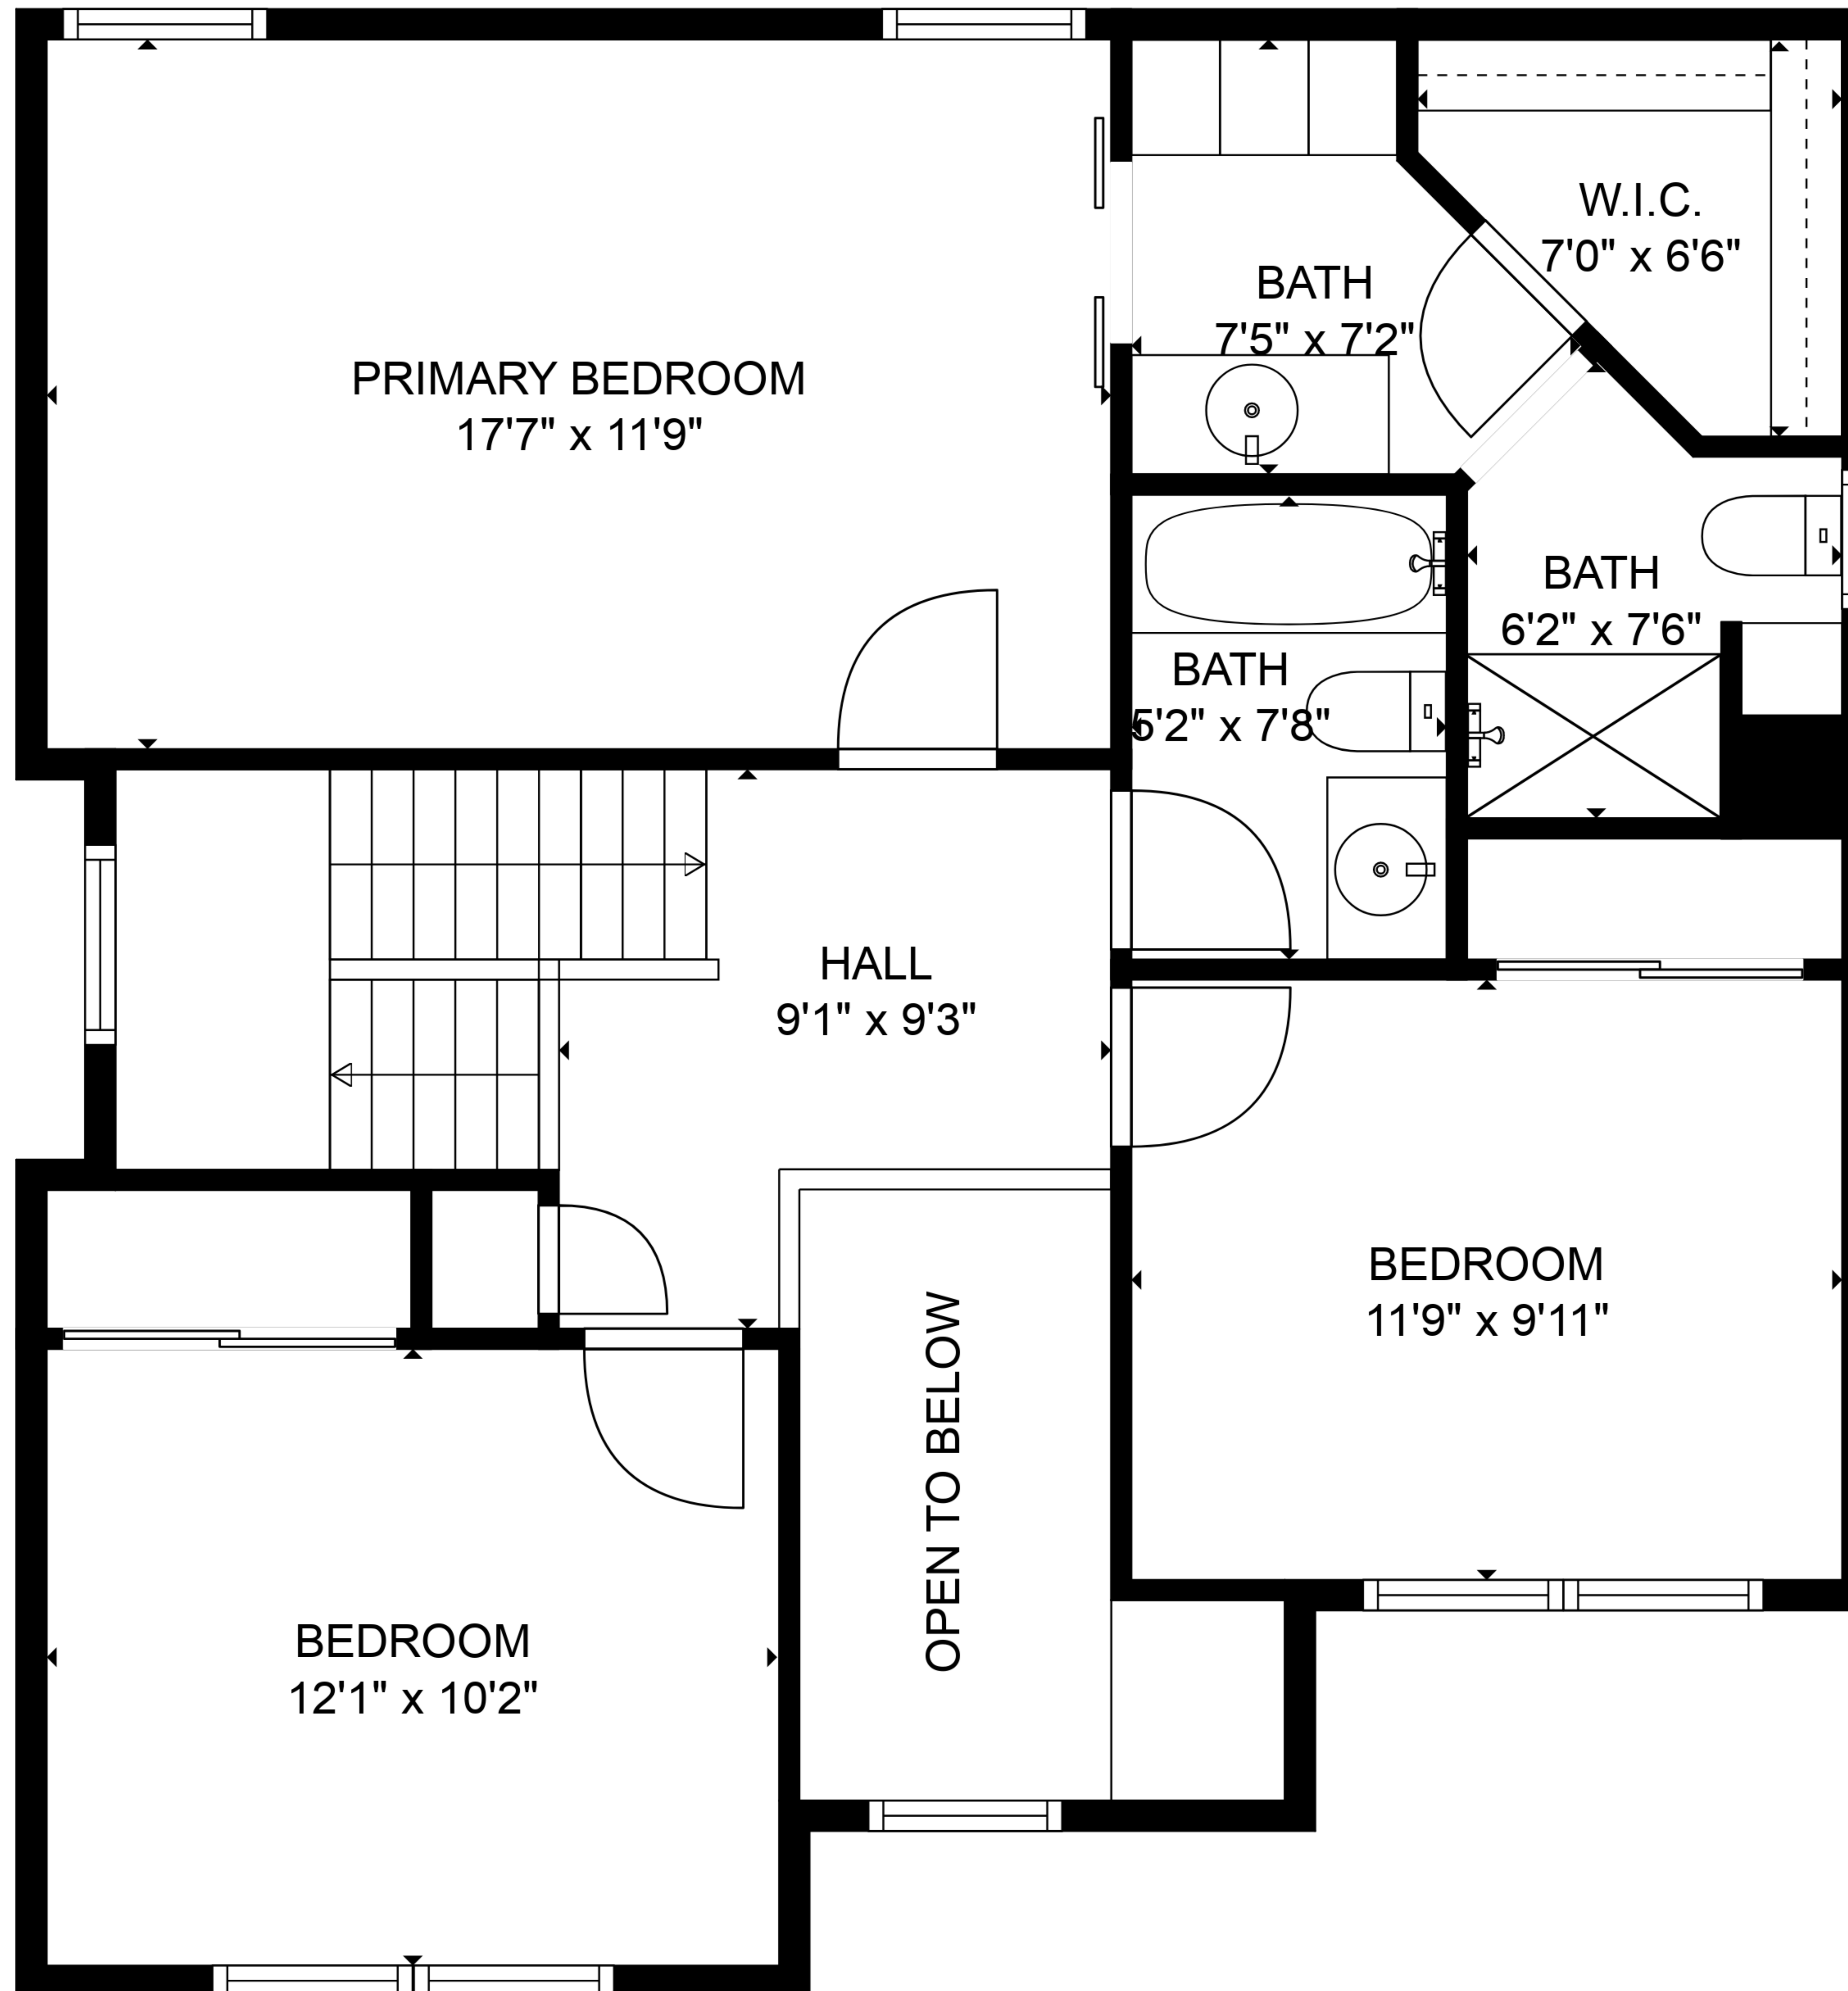 W.I.C.
7'0" x 6'6"
BATH
7'5" x 7'2"
PRIMARY BEDROOM
17'7" x 11'9"
BATH
6'2" x 7'6"
BATH
5'2" x 7'8"
HALL
9'1" x 9'3"
BEDROOM
11'9" x 9'11"
OPEN TO BELOW
BEDROOM
12'1" x 10'2"